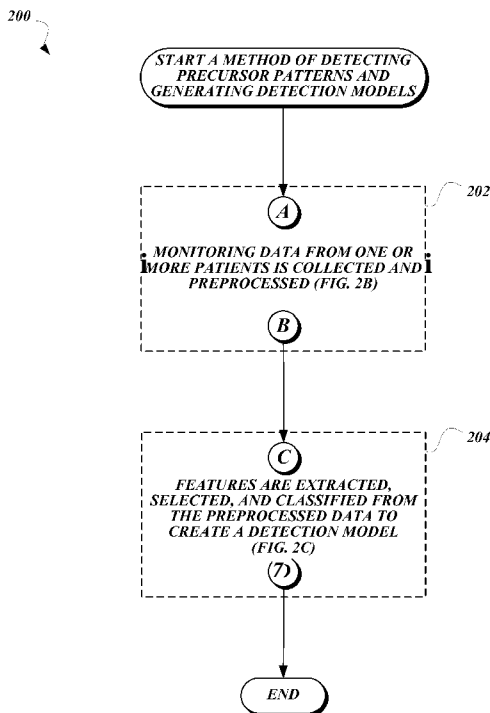 200
START A METHOD OF DETECTING
PRECURSOR PATTERNS AND
GENERATING DETECTION MODELS
202
A
MONITORING DATA FROM ONE OR
i MORE PATIENTS IS COLLECTED AND i
PREPROCESSED (FIG. 2B)
B
204
C
FEATURES ARE EXTRACTED,
SELECTED, AND CLASSIFIED FROM
THE PREPROCESSED DATA TO
CREATE A DETECTION MODEL
(FIG. 2C)
(7)
END